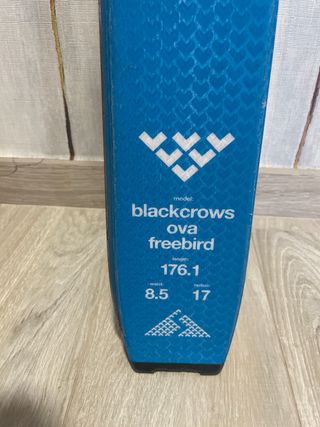 model:
blackcrows
ova
freebird
length:
176.1
waist: radius:
8.5 17